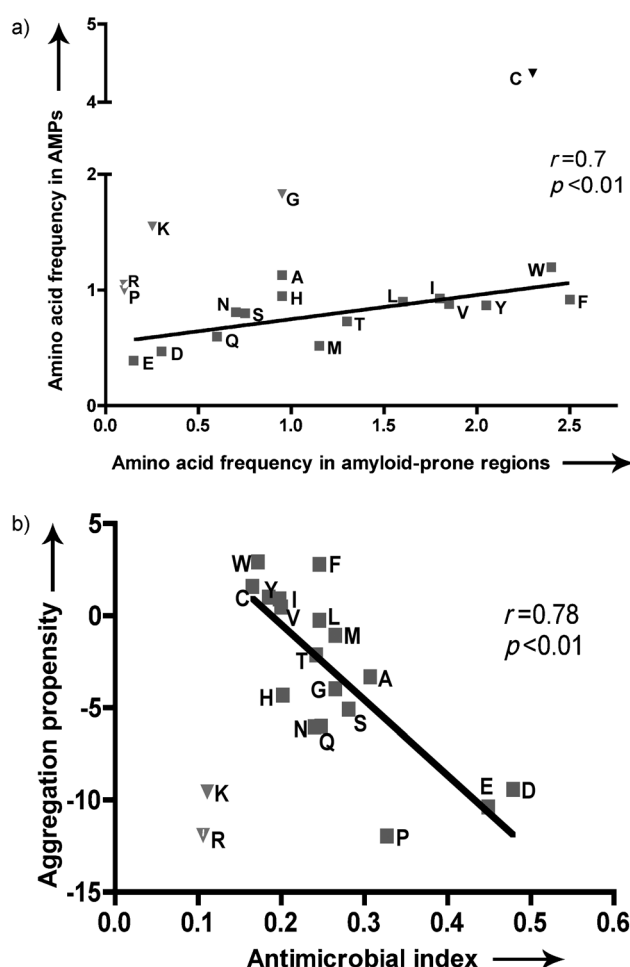 a)
Amino acid frequency in AMPs
5
4
2
1
0
C
r=0.7
p<0.01
G
K
R
P
A
H
N
S
Q
E
D
M
T
L
I
V
Y
W
F
0.0 0.5 1.0 1.5 2.0 2.5
Amino acid frequency in amyloid-prone regions
b)
Aggregation propensity
5
0
-5
-10
-15
W
F
C
Y
I
V
L
M
T
A
G
H
S
N
Q
K
R
P
E
D
r=0.78
p<0.01
0.0 0.1 0.2 0.3 0.4 0.5 0.6
Antimicrobial index